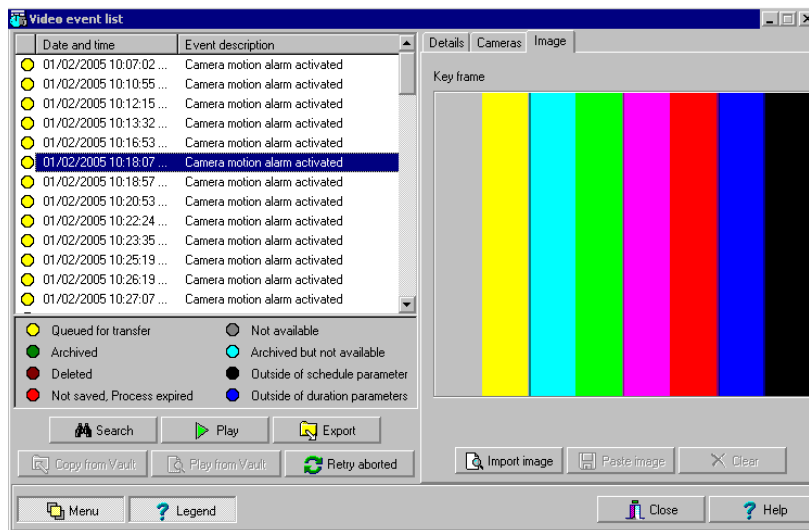 Video event list
Date and time Event description
01/02/2005 10:07:02 ... Camera motion alarm activated
01/02/2005 10:10:55 ... Camera motion alarm activated
01/02/2005 10:12:15 ... Camera motion alarm activated
01/02/2005 10:13:32 ... Camera motion alarm activated
01/02/2005 10:16:53 ... Camera motion alarm activated
01/02/2005 10:18:07 ... Camera motion alarm activated
01/02/2005 10:18:57 ... Camera motion alarm activated
01/02/2005 10:20:53 ... Camera motion alarm activated
01/02/2005 10:22:24 ... Camera motion alarm activated
01/02/2005 10:23:35 ... Camera motion alarm activated
01/02/2005 10:25:19 ... Camera motion alarm activated
01/02/2005 10:26:19 ... Camera motion alarm activated
01/02/2005 10:27:07 ... Camera motion alarm activated
Queued for transfer Not available
Archived Archived but not available
Deleted Outside of schedule parameter
Not saved, Process expired Outside of duration parameters
Search Play Export
Copy from Vault Play from Vault Retry aborted
Details Cameras Image
Key frame
Import image Paste image Clear
Menu Legend Close Help